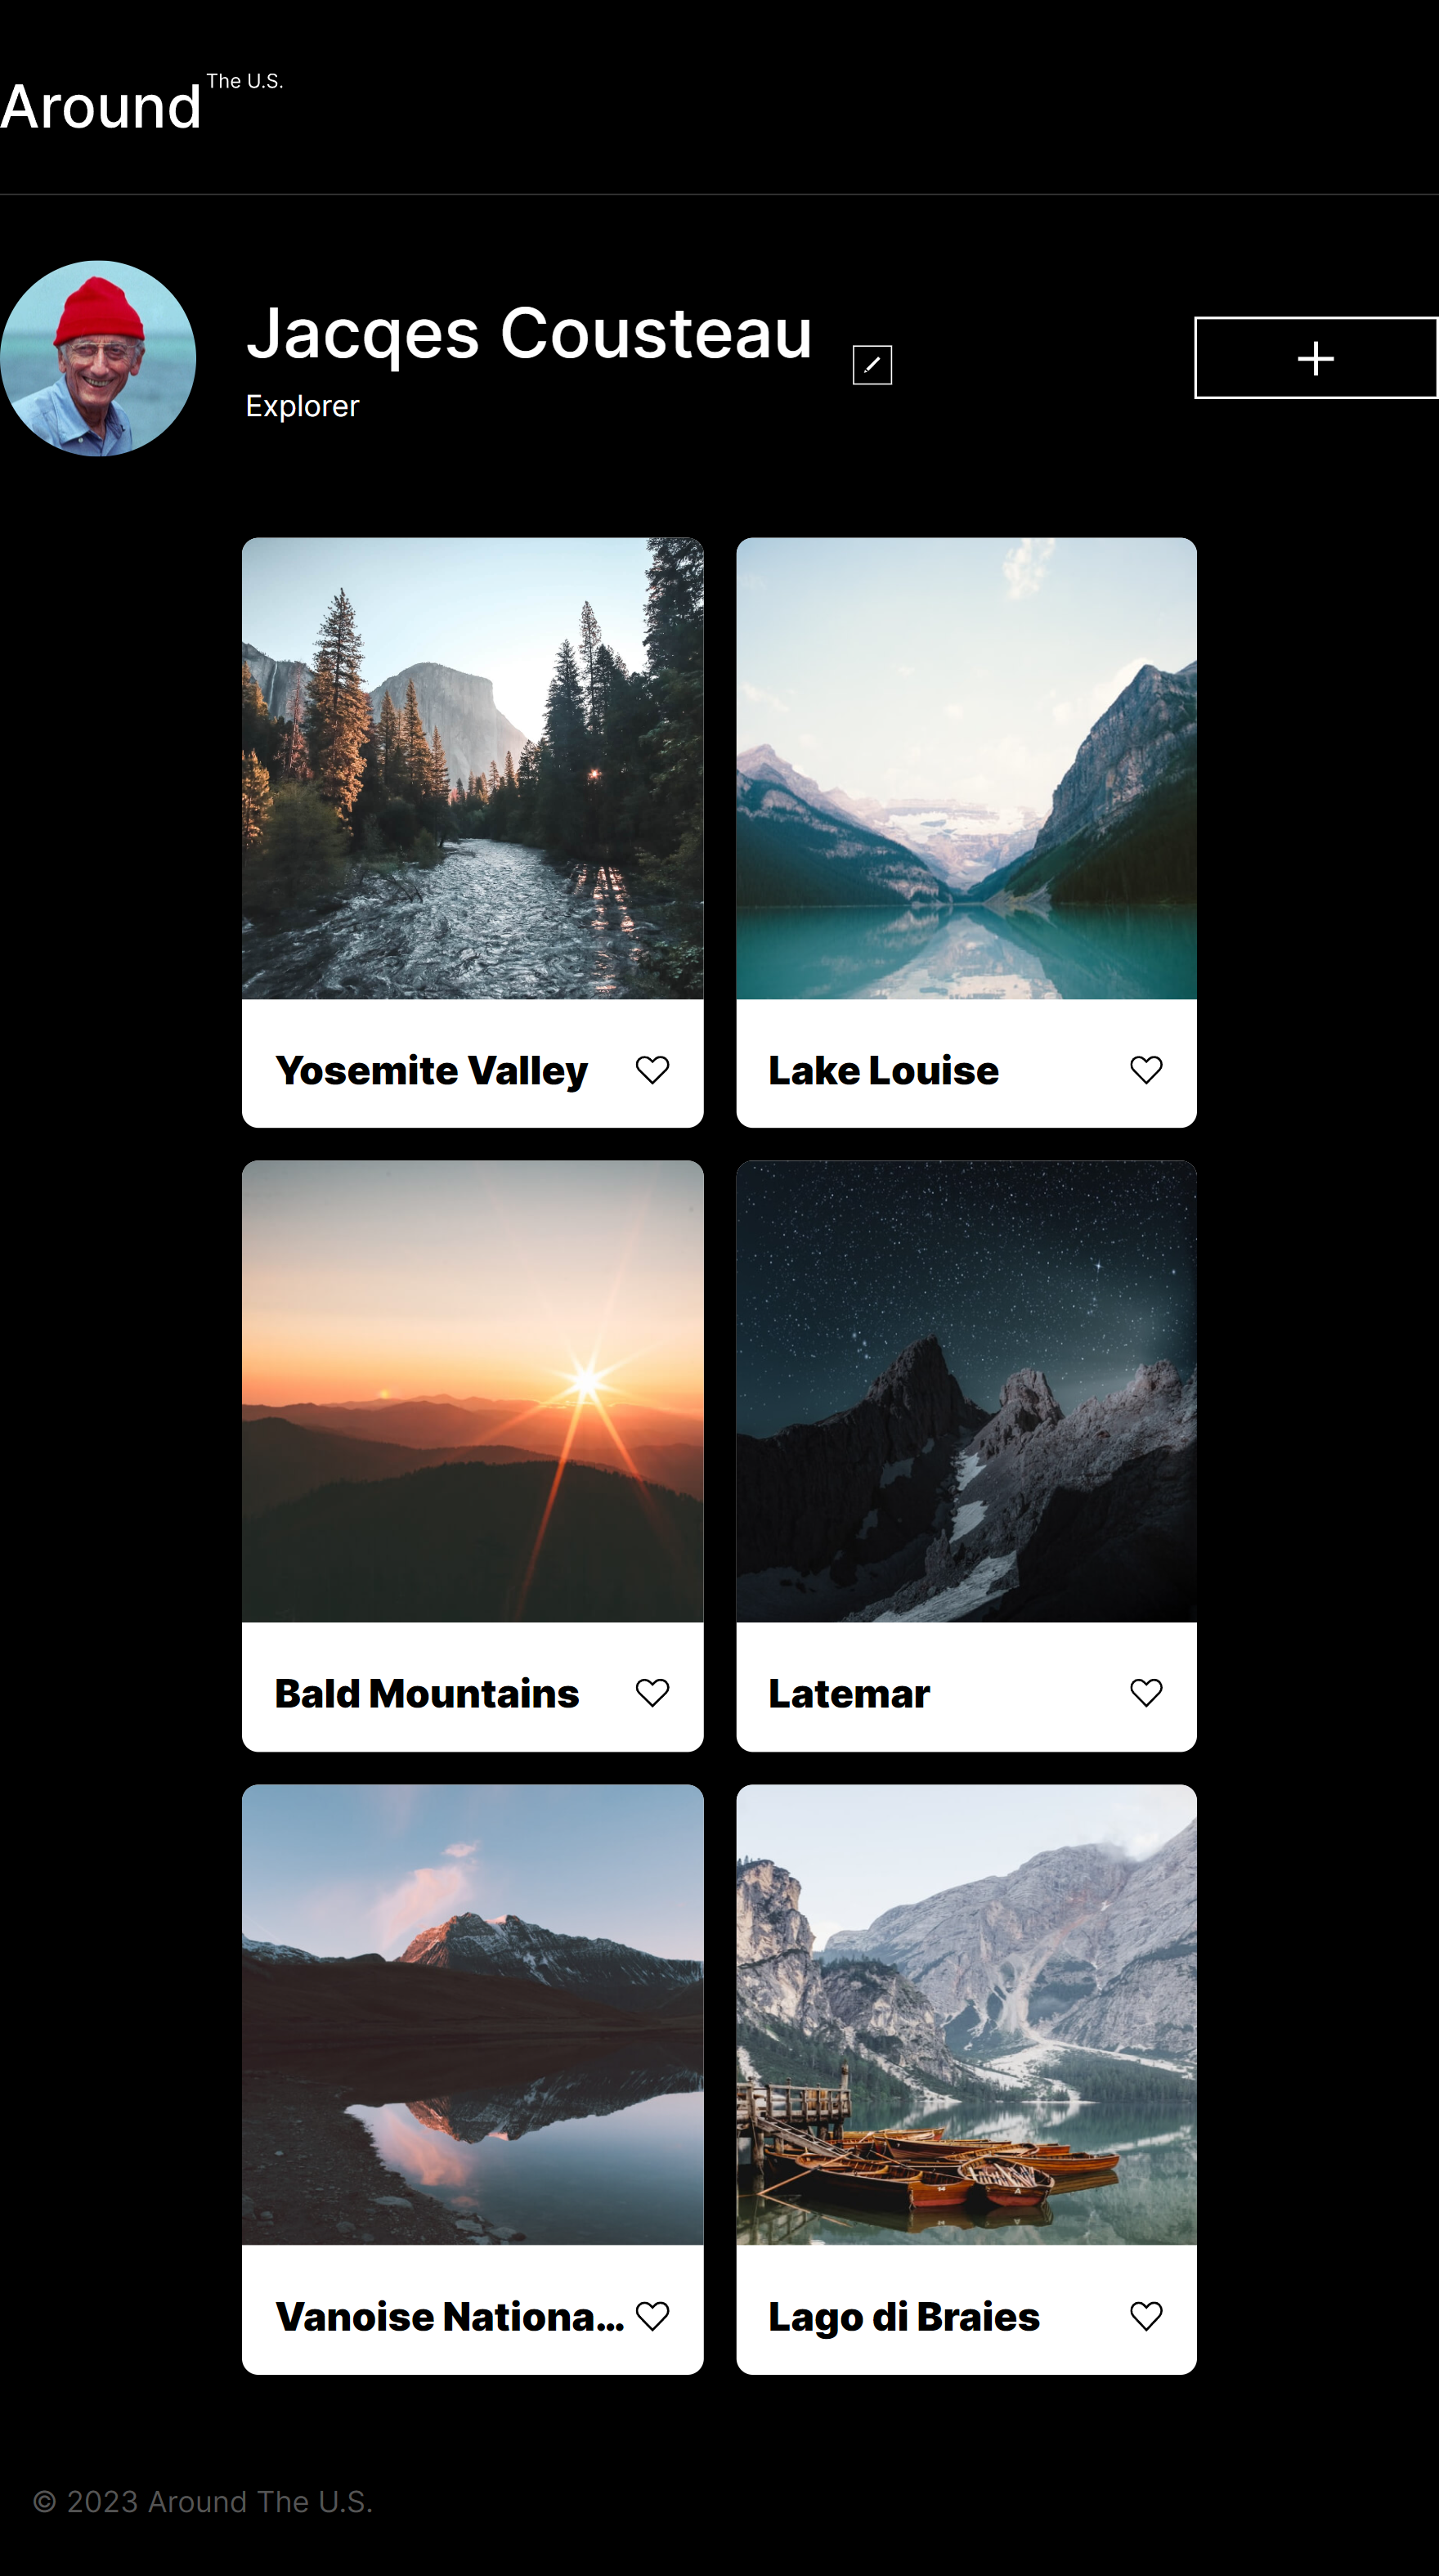 Around The U.S.
Jacqes Cousteau
Explorer
Yosemite Valley
Lake Louise
Bald Mountains
Latemar
Vanoise Nationa...
Lago di Braies
© 2023 Around The U.S.